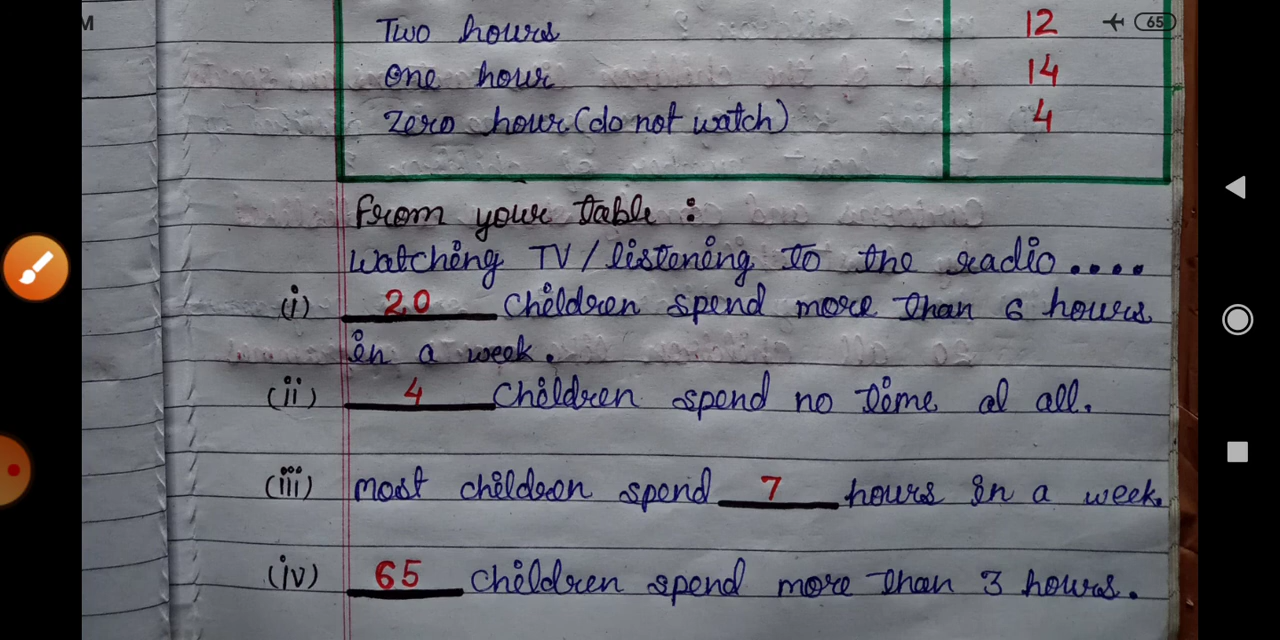 M
Two hours 12
65
One hour 14
Zero hour (do not watch) 4
From your table :
Watching TV / listening to the radio ....
(i) 20 children spend more than 6 hours
in a week.
(ii) 4 children spend no time at all.
(iii) most children spend 7 hours in a week.
(iv) 65 children spend more than 3 hours.